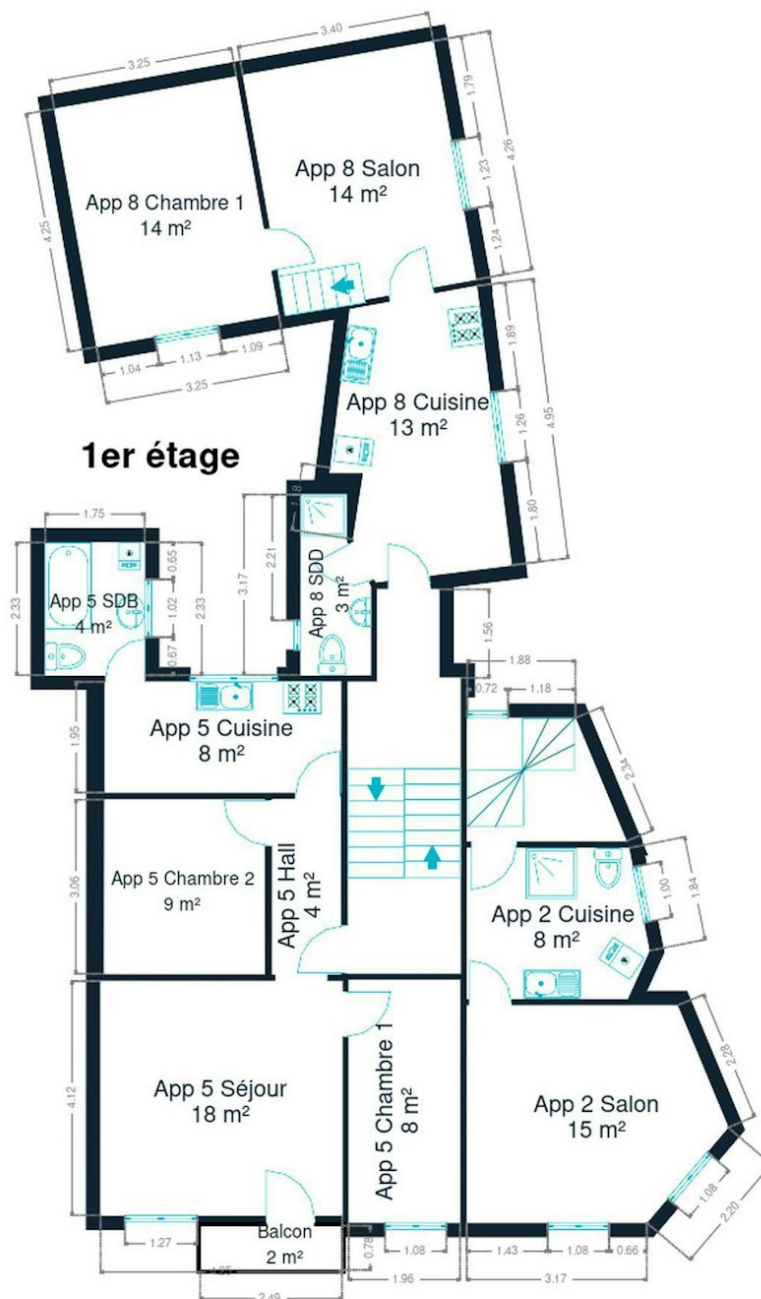 3.25
3.40
1.79
4.26
1.23
1.24
4.25
App 8 Chambre 1
14 m²
App 8 Salon
14 m²
1.04
1.13
1.09
3.25
1.89
4.95
1.26
1.80
App 8 Cuisine
13 m²
1er étage
1.75
2.33
0.65
1.02
0.67
2.33
3.17
2.21
App 5 SDB
4 m²
App 8 SDD
3 m²
1.56
1.88
0.72
1.18
2.34
1.95
App 5 Cuisine
8 m²
3.06
App 5 Chambre 2
9 m²
App 5 Hall
4 m²
App 2 Cuisine
8 m²
1.00
1.84
4.12
App 5 Séjour
18 m²
App 5 Chambre 1
8 m²
App 2 Salon
15 m²
2.28
1.08
2.20
Balcon
2 m²
0.78
1.27
4.25
2.49
1.08
1.96
1.43
1.08
0.66
3.17